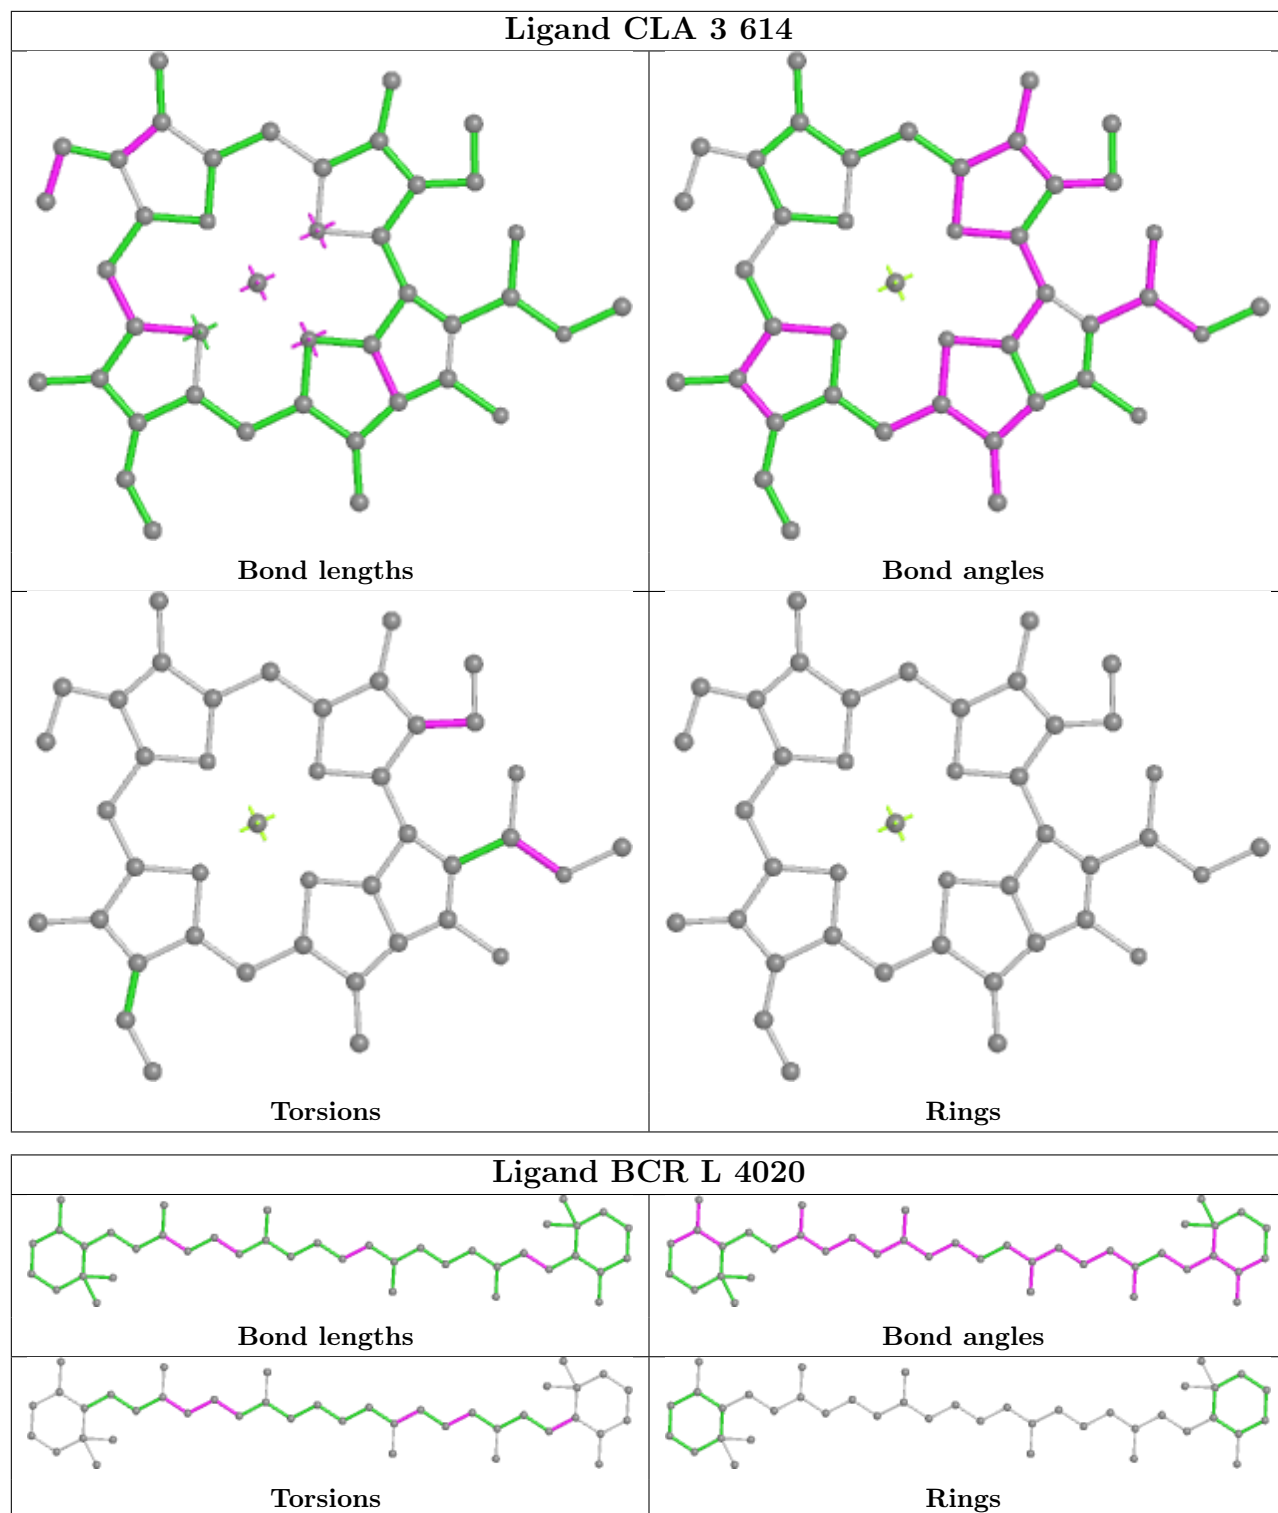 Ligand CLA 3 614
Bond lengths
Bond angles
Torsions
Rings
Ligand BCR L 4020
Bond lengths
Bond angles
Torsions
Rings